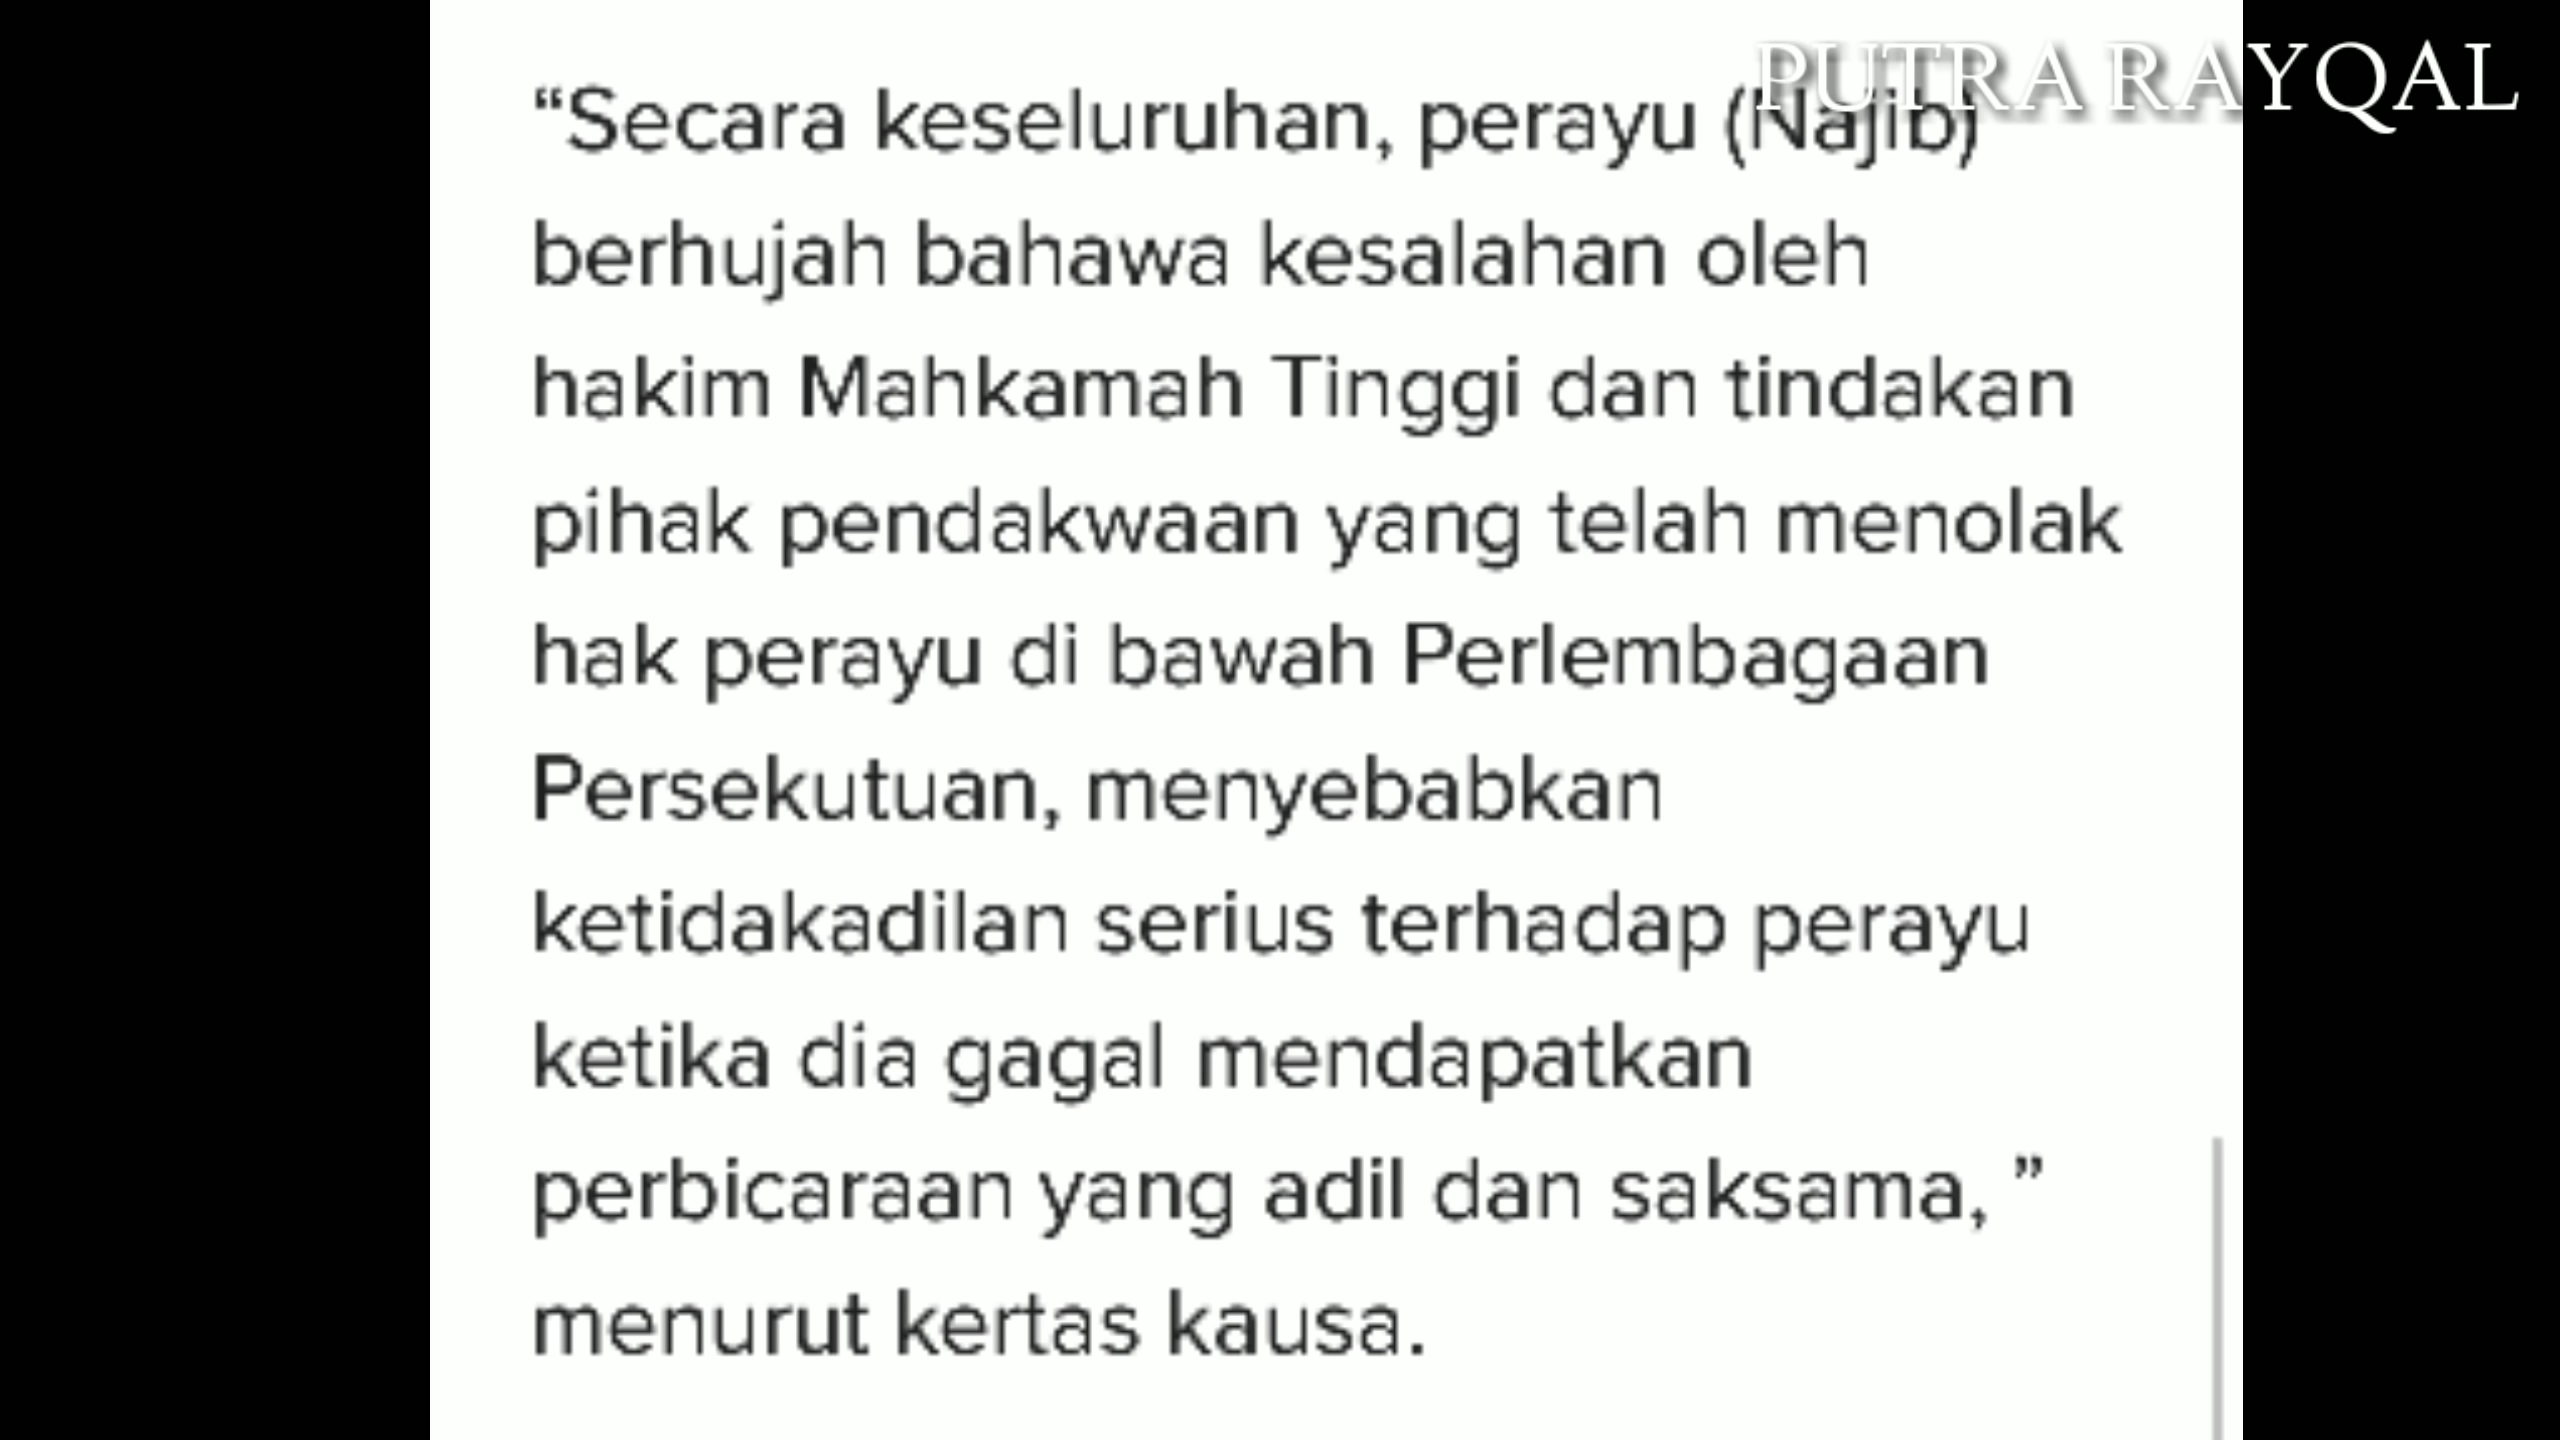 PUTRA RAYQAL
“Secara keseluruhan, perayu (Najib)
berhujah bahawa kesalahan oleh
hakim Mahkamah Tinggi dan tindakan
pihak pendakwaan yang telah menolak
hak perayu di bawah Perlembagaan
Persekutuan, menyebabkan
ketidakadilan serius terhadap perayu
ketika dia gagal mendapatkan
perbicaraan yang adil dan saksama, ”
menurut kertas kausa.